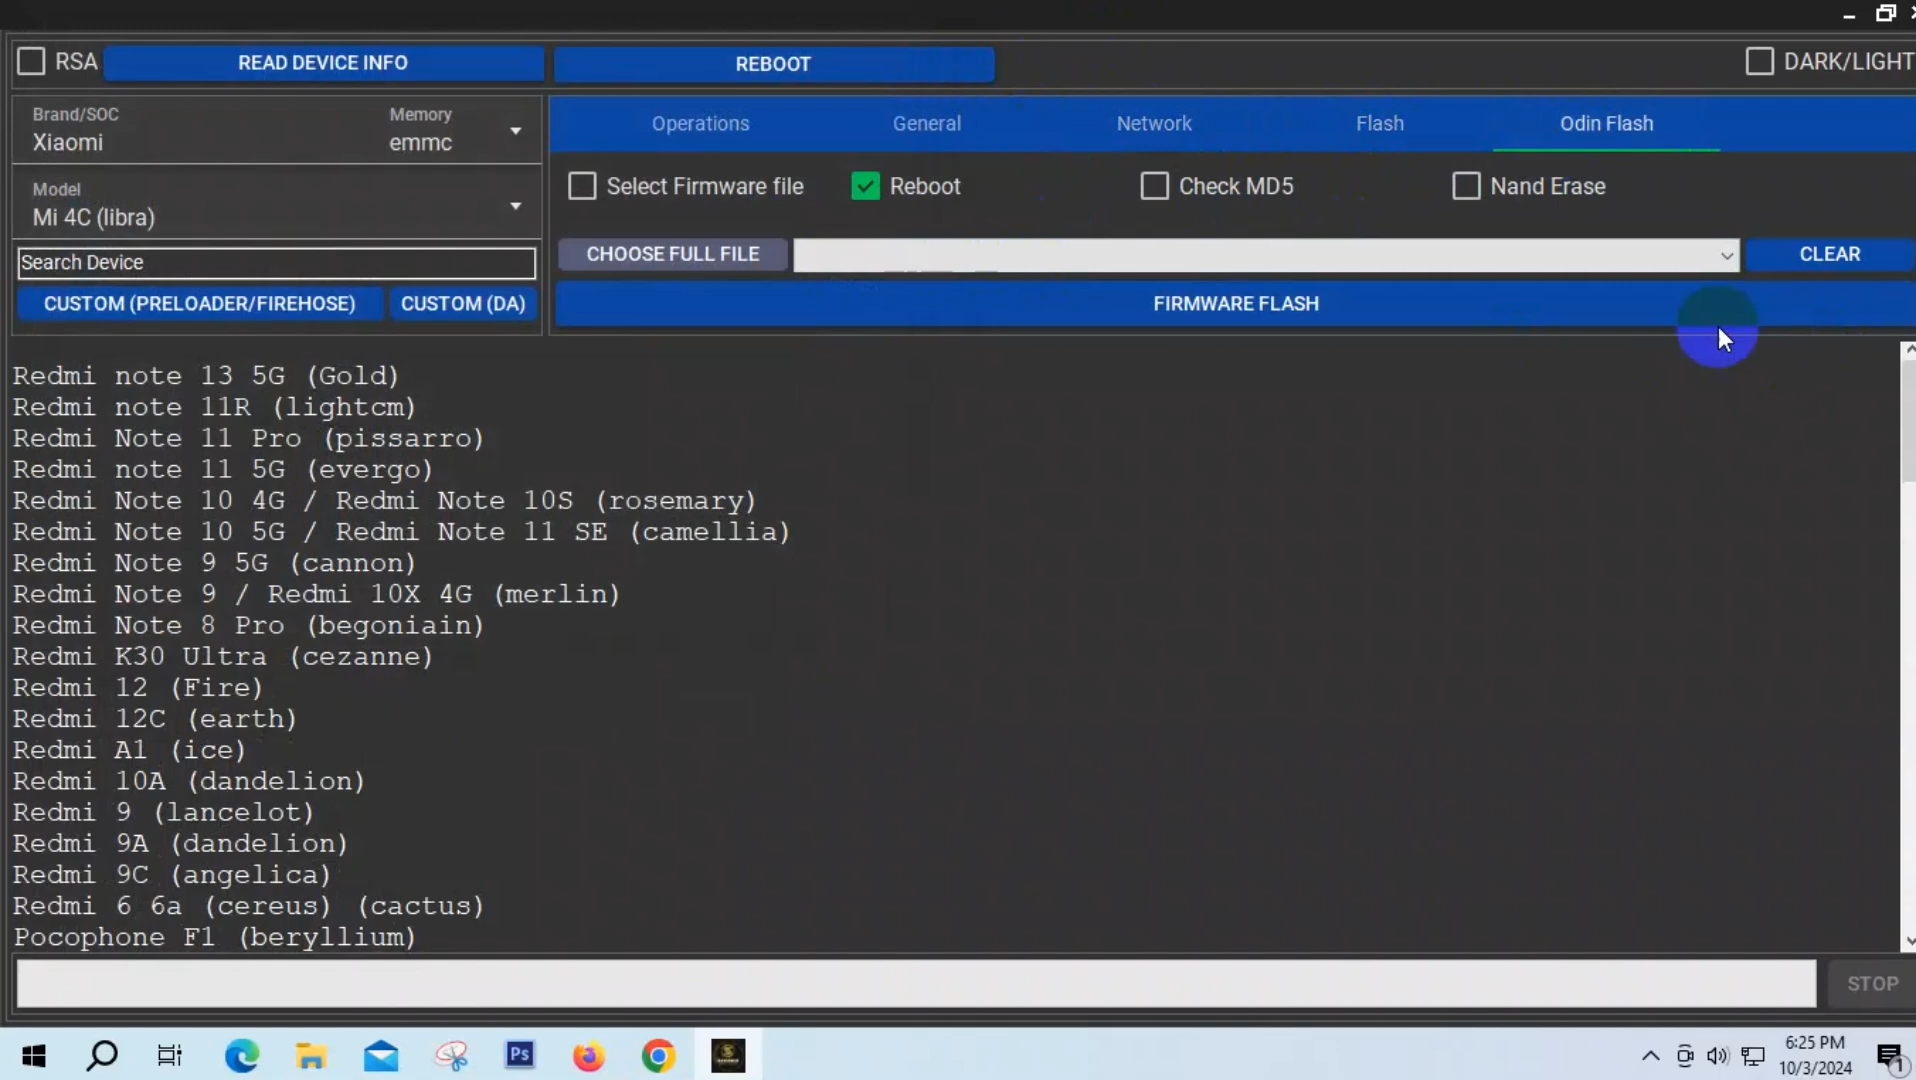 RSA
READ DEVICE INFO
REBOOT
DARK/LIGHT
Brand/SOC
Memory
Xiaomi
emmc
Model
Mi 4C (libra)
Search Device
CUSTOM (PRELOADER/FIREHOSE)
CUSTOM (DA)
Operations
General
Network
Flash
Odin Flash
Select Firmware file
Reboot
Check MD5
Nand Erase
CHOOSE FULL FILE
CLEAR
FIRMWARE FLASH
Redmi note 13 5G (Gold)
Redmi note 11R (lightcm)
Redmi Note 11 Pro (pissarro)
Redmi note 11 5G (evergo)
Redmi Note 10 4G / Redmi Note 10S (rosemary)
Redmi Note 10 5G / Redmi Note 11 SE (camellia)
Redmi Note 9 5G (cannon)
Redmi Note 9 / Redmi 10X 4G (merlin)
Redmi Note 8 Pro (begoniain)
Redmi K30 Ultra (cezanne)
Redmi 12 (Fire)
Redmi 12C (earth)
Redmi A1 (ice)
Redmi 10A (dandelion)
Redmi 9 (lancelot)
Redmi 9A (dandelion)
Redmi 9C (angelica)
Redmi 6 6a (cereus) (cactus)
Pocophone F1 (beryllium)
STOP
Ps
6:25 PM
10/3/2024
1